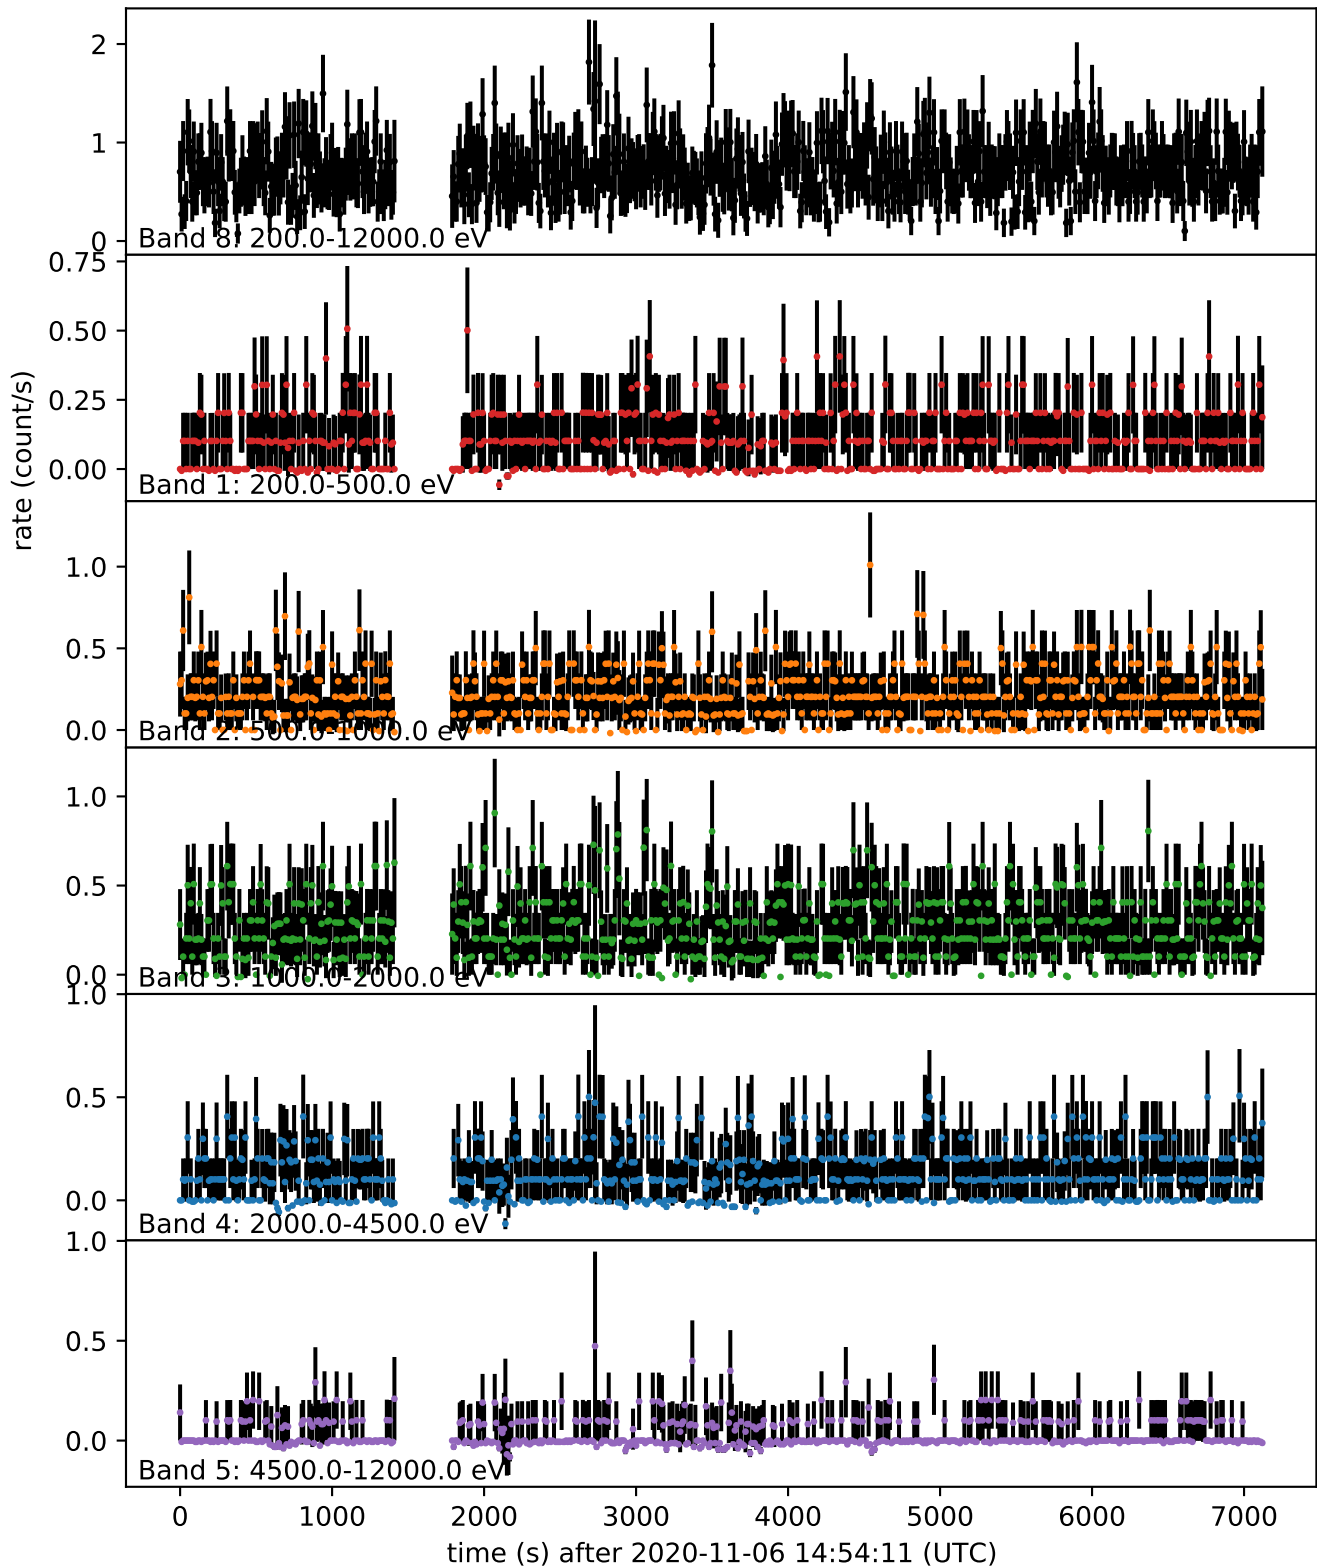 2
1
0
Band 8: 200.0-12000.0 eV
0.75
0.50
0.25
0.00
Band 1: 200.0-500.0 eV
rate (count/s)
1.0
0.5
0.0
Band 2: 500.0-1000.0 eV
1.0
0.5
0.0
Band 3: 1000.0-2000.0 eV
1.0
0.5
0.0
Band 4: 2000.0-4500.0 eV
1.0
0.5
0.0
Band 5: 4500.0-12000.0 eV
0 1000 2000 3000 4000 5000 6000 7000
time (s) after 2020-11-06 14:54:11 (UTC)